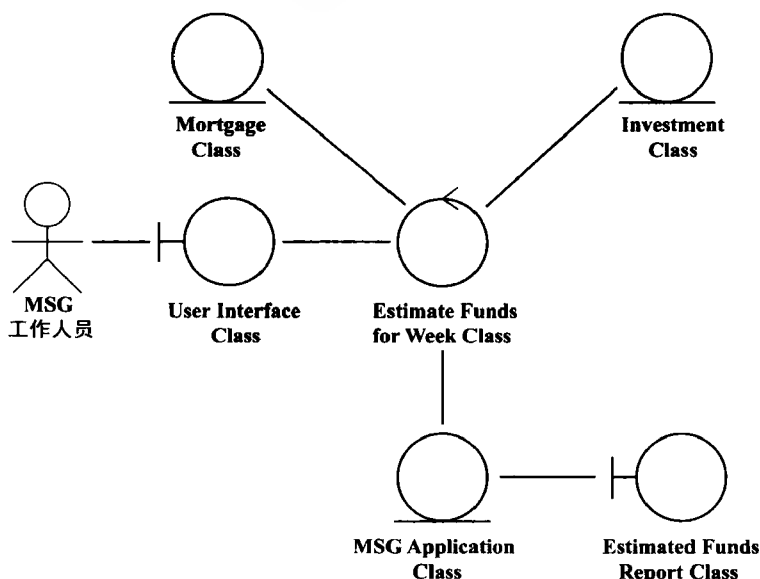 Mortgage
Class
Investment
Class
MSG
工作人员
User Interface
Class
Estimate Funds
for Week Class
MSG Application
Class
Estimated Funds
Report Class